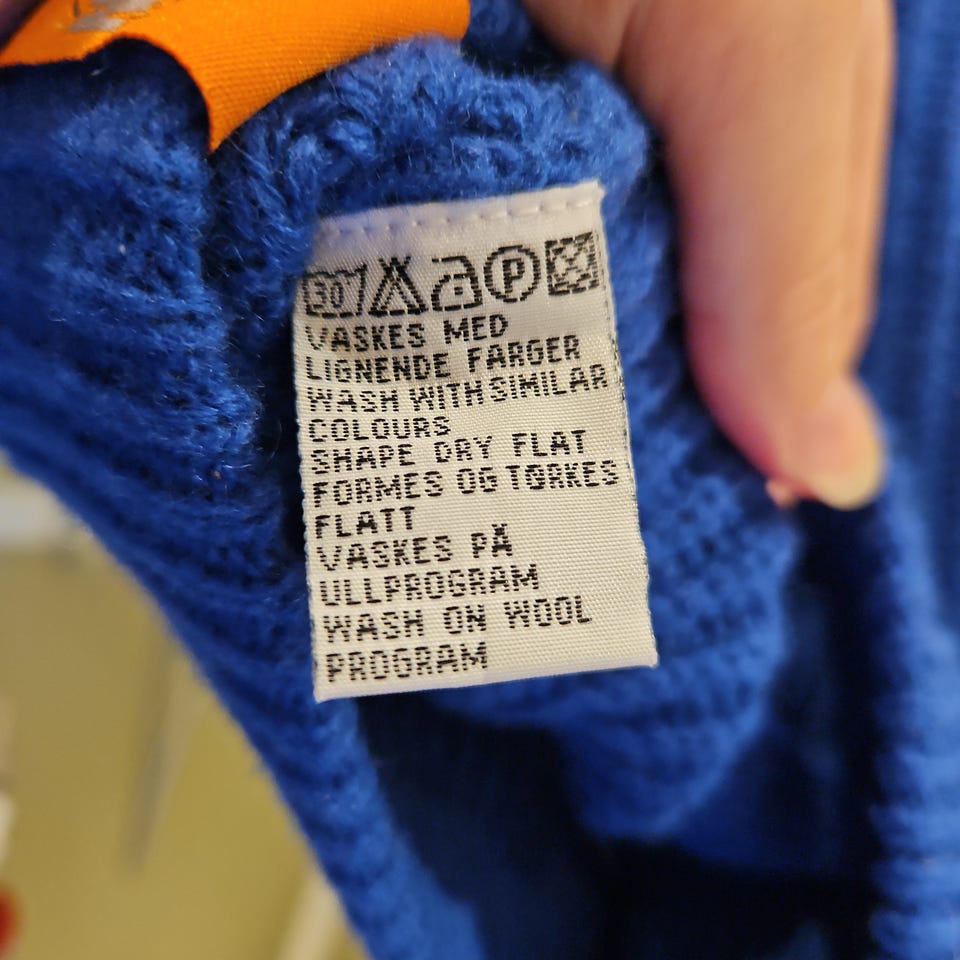 30 P
VASKES MED
LIGNENDE FARGER
WASH WITH SIMILAR
COLOURS
SHAPE DRY FLAT
FORMES OG TØRKES
FLATT
VASKES PÅ
ULLPROGRAM
WASH ON WOOL
PROGRAM